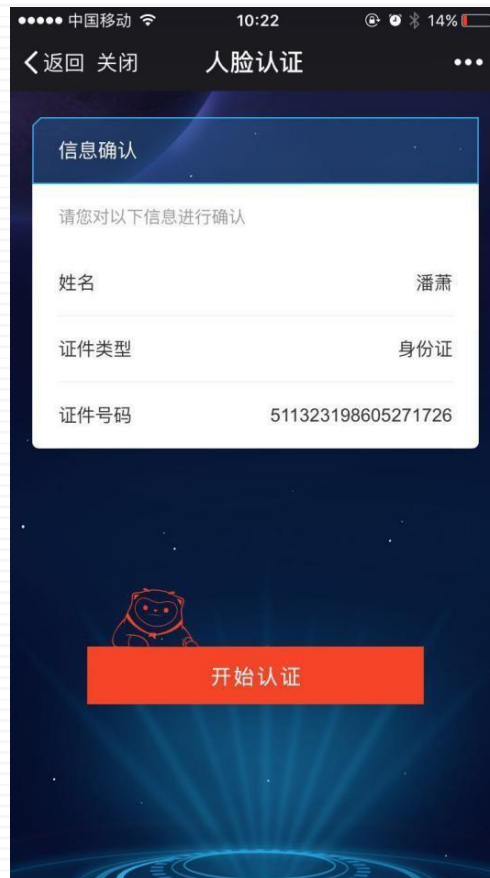 中国移动 10:22 14%
返回 关闭 人脸认证
信息确认
请您对以下信息进行确认
姓名 潘萧
证件类型 身份证
证件号码 511323198605271726
开始认证